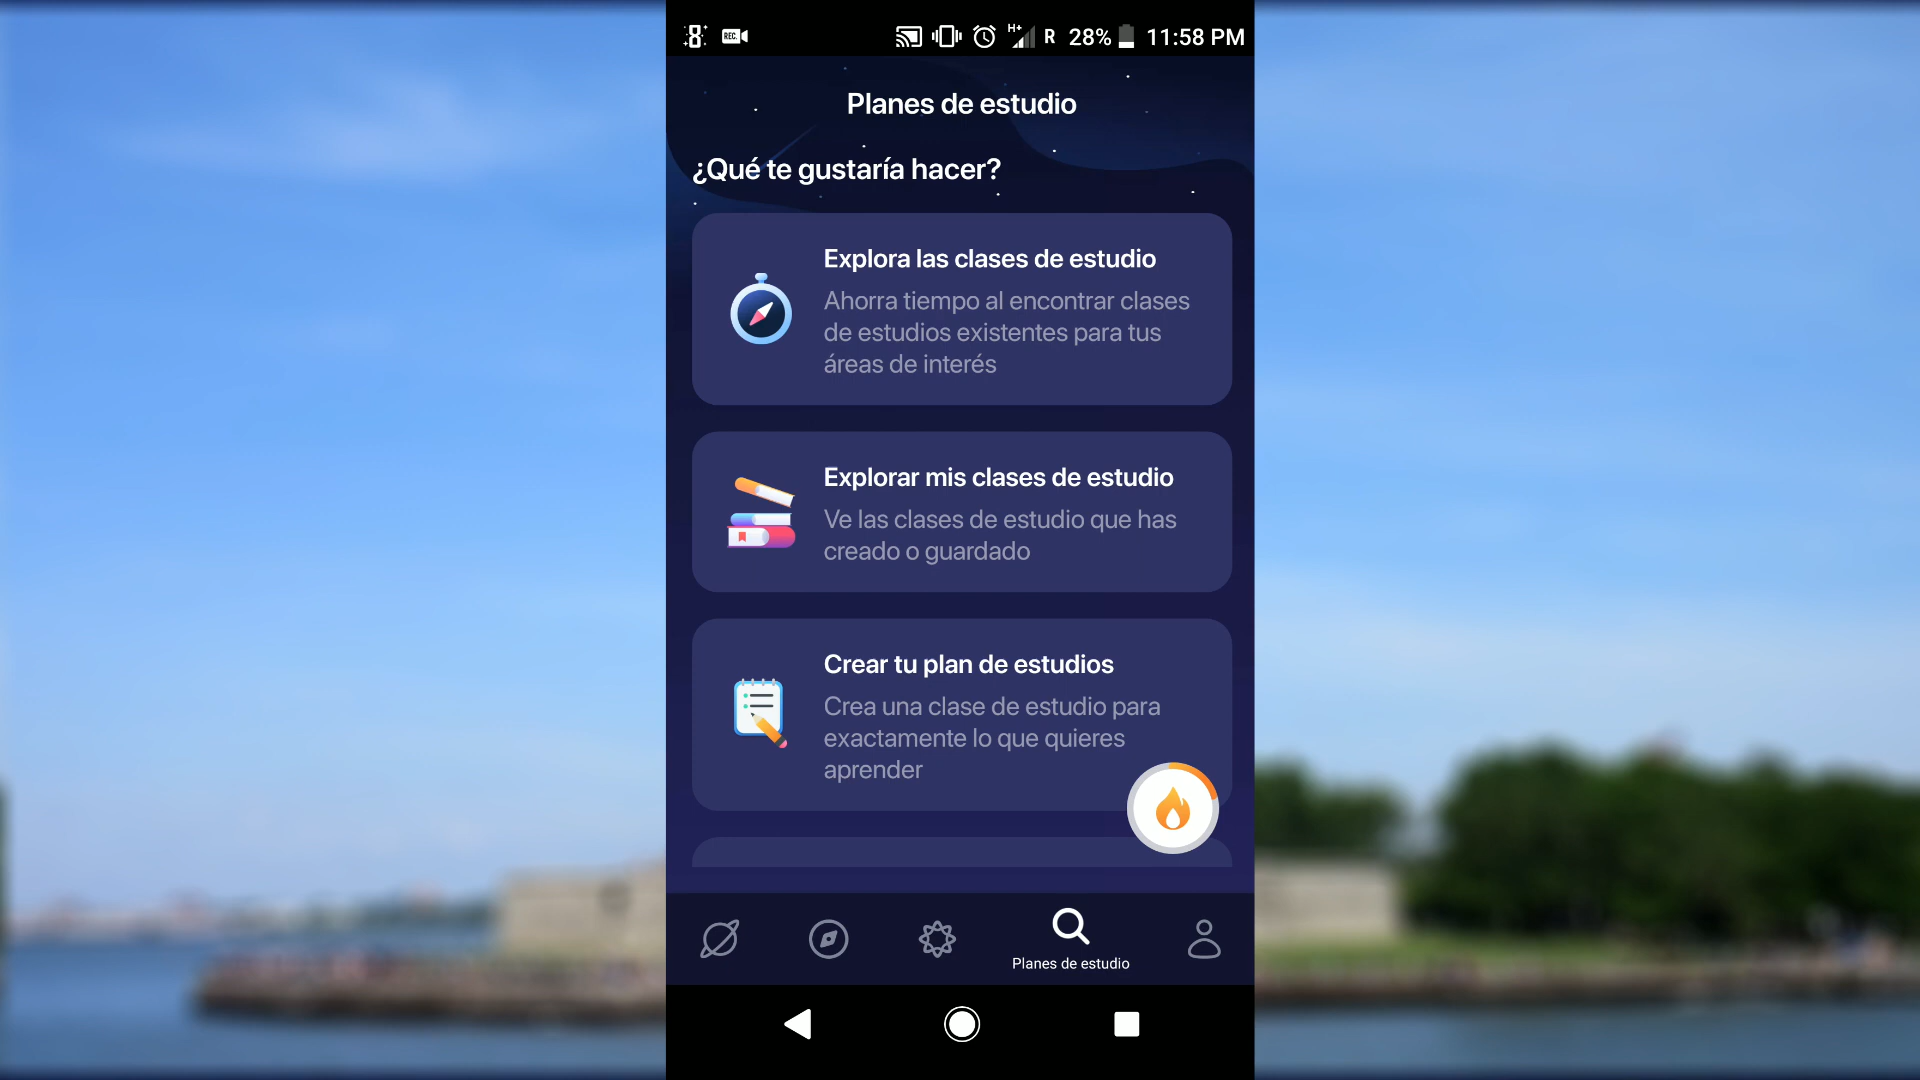 REC. H+ R 28% 11:58 PM
Planes de estudio
¿Qué te gustaría hacer?
Explora las clases de estudio
Ahorra tiempo al encontrar clases
de estudios existentes para tus
áreas de interés
Explorar mis clases de estudio
Ve las clases de estudio que has
creado o guardado
Crear tu plan de estudios
Crea una clase de estudio para
exactamente lo que quieres
aprender
Planes de estudio